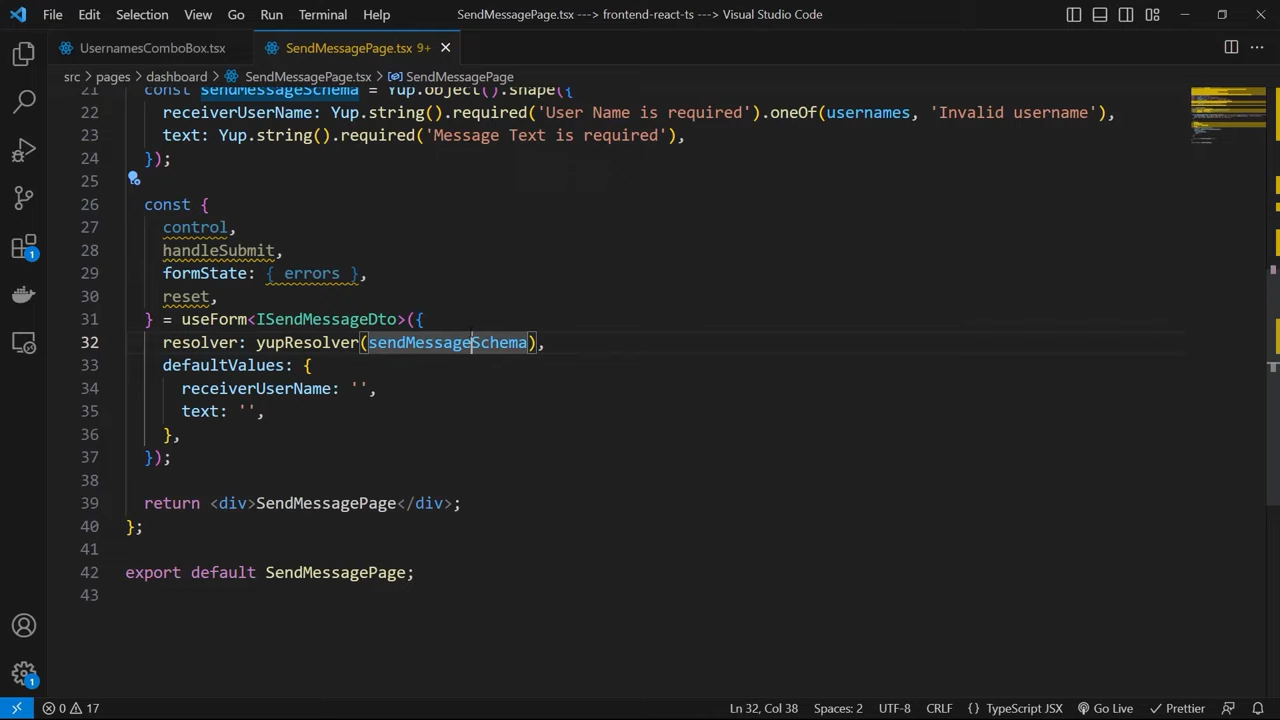 File Edit Selection View Go Run Terminal Help SendMessagePage.tsx ---> frontend-react-ts ---> Visual Studio Code
UsernamesComboBox.tsx SendMessagePage.tsx 9+
src > pages > dashboard > SendMessagePage.tsx > SendMessagePage
21 const sendMessageSchema = Yup.object().shape({
22 receiverUserName: Yup.string().required('User Name is required').oneOf(usernames, 'Invalid username'),
23 text: Yup.string().required('Message Text is required'),
24 });
25
26 const {
27 control,
28 handleSubmit,
29 formState: { errors },
30 reset,
31 } = useForm<ISendMessageDto>({
32 resolver: yupResolver(sendMessageSchema),
33 defaultValues: {
34 receiverUserName: '',
35 text: '',
36 },
37 });
38
39 return <div>SendMessagePage</div>;
40 };
41
42 export default SendMessagePage;
43
1
1
0 17 Ln 32, Col 38 Spaces: 2 UTF-8 CRLF {} TypeScript JSX Go Live Prettier